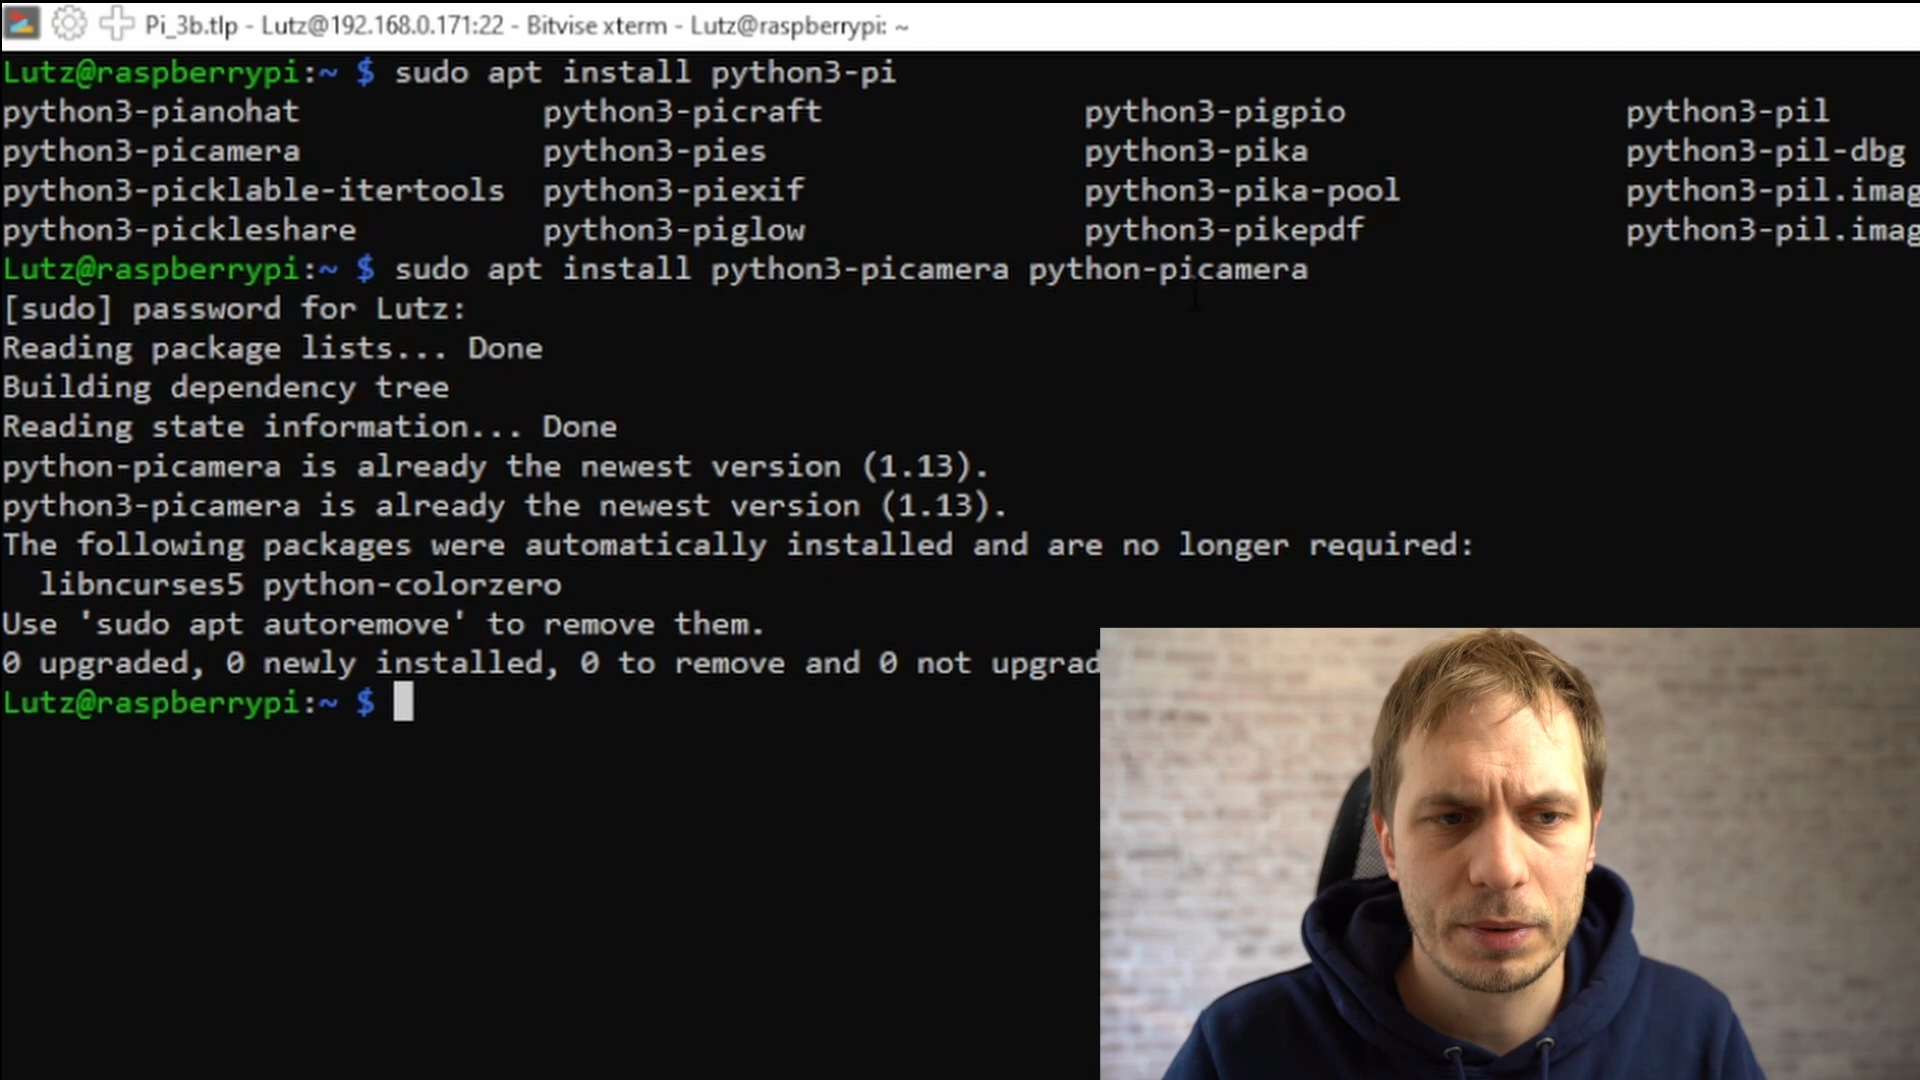 Pi_3b.tlp - Lutz@192.168.0.171:22 - Bitvise xterm - Lutz@raspberrypi: ~
Lutz@raspberrypi:~ $ sudo apt install python3-pi
python3-pianohat python3-picraft python3-pigpio python3-pil
python3-picamera python3-pies python3-pika python3-pil-dbg
python3-picklable-itertools python3-piexif python3-pika-pool python3-pil.imag
python3-pickleshare python3-piglow python3-pikepdf python3-pil.imag
Lutz@raspberrypi:~ $ sudo apt install python3-picamera python-picamera
[sudo] password for Lutz:
Reading package lists... Done
Building dependency tree
Reading state information... Done
python-picamera is already the newest version (1.13).
python3-picamera is already the newest version (1.13).
The following packages were automatically installed and are no longer required:
libncurses5 python-colorzero
Use 'sudo apt autoremove' to remove them.
0 upgraded, 0 newly installed, 0 to remove and 0 not upgrad
Lutz@raspberrypi:~ $